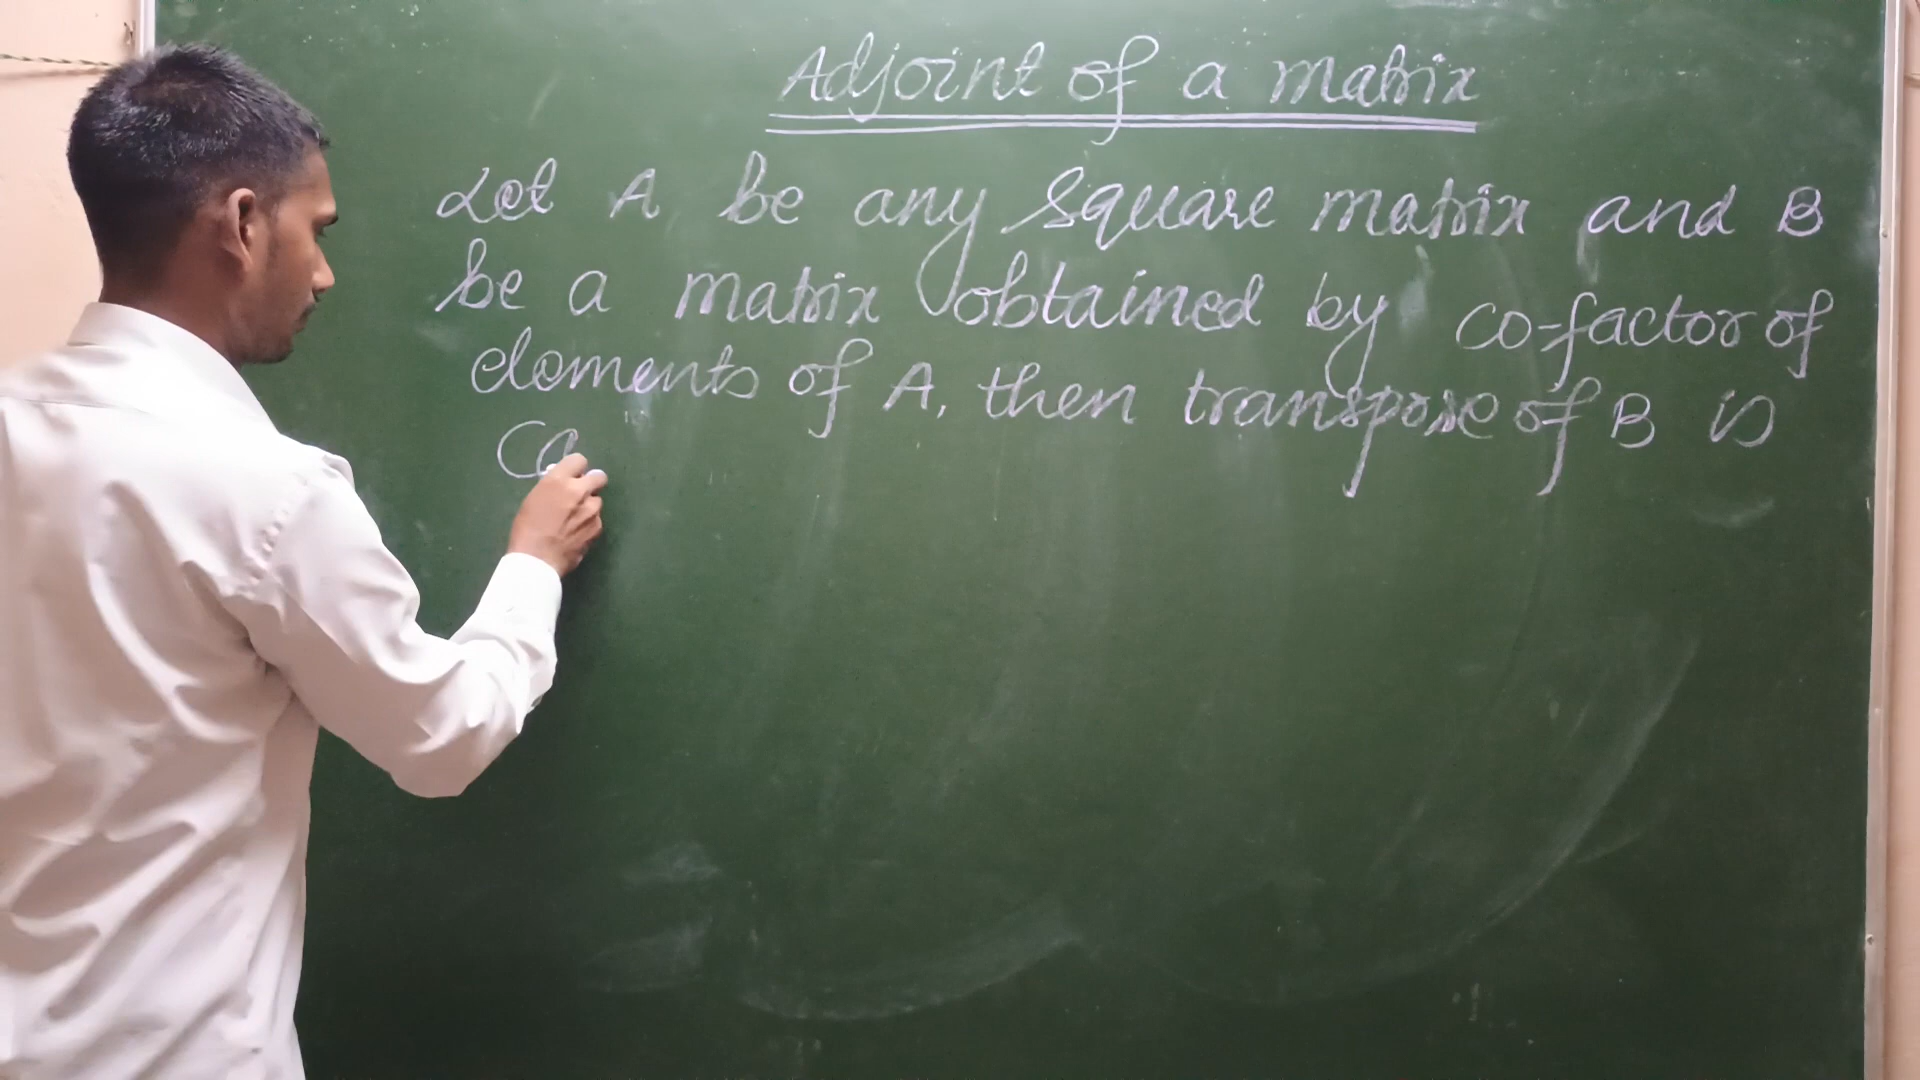 Adjoint of a matrix
Let A be any square matrix and B
be a matrix obtained by co-factor of
elements of A, then transpose of B is
Ca